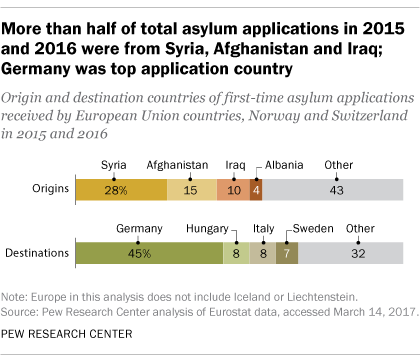 More than half of total asylum applications in 2015
and 2016 were from Syria, Afghanistan and Iraq;
Germany was top application country
Origin and destination countries of first-time asylum applications
received by European Union countries, Norway and Switzerland
in 2015 and 2016
Syria Afghanistan Iraq Albania Other
Origins 28% 15 10 4 43
Germany Hungary Italy Sweden Other
Destinations 45% 8 8 7 32
Note: Europe in this analysis does not include Iceland or Liechtenstein.
Source: Pew Research Center analysis of Eurostat data, accessed March 14, 2017.
PEW RESEARCH CENTER